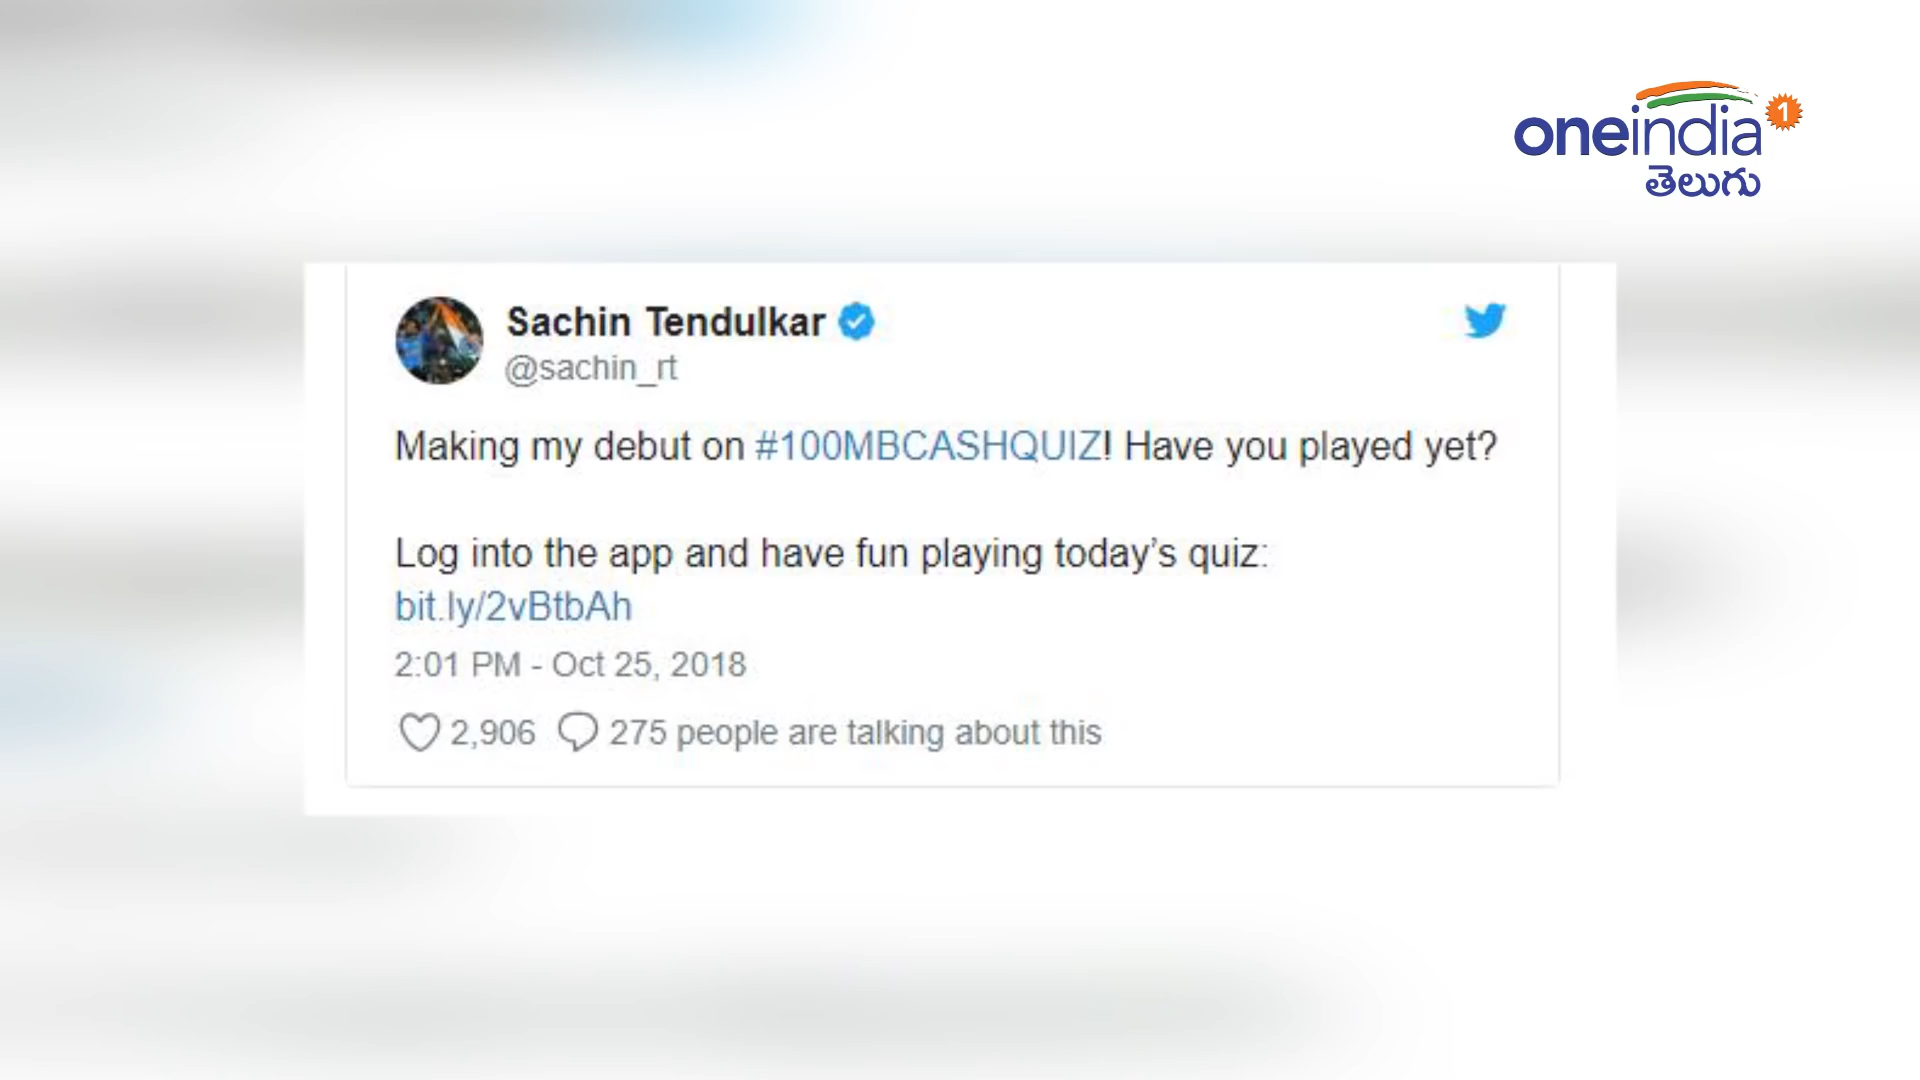 oneindia 1
తెలుగు
Sachin Tendulkar
@sachin_rt
Making my debut on #100MBCASHQUIZ! Have you played yet?
Log into the app and have fun playing today’s quiz:
bit.ly/2vBtbAh
2:01 PM - Oct 25, 2018
2,906 275 people are talking about this